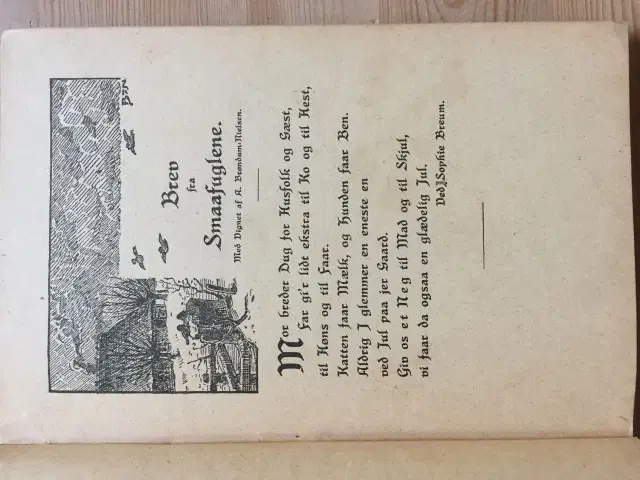 Brev
fra
Smaafuglene.
Med Vignet af A. Brændum-Nielsen.
Mor breder Dug for Husfolk og Gæst,
Far gi'r lidt ekstra til Ko og til Hest,
til Høns og til Faar.
Katten faar Mælk, og Hunden faar Ben.
Aldrig I glemmer en eneste en
ved Jul paa jer Gaard.
Giv os et Neg til Mad og til Skjul,
vi faar da ogsaa en glædelig Jul.
Ved Sophie Breum.